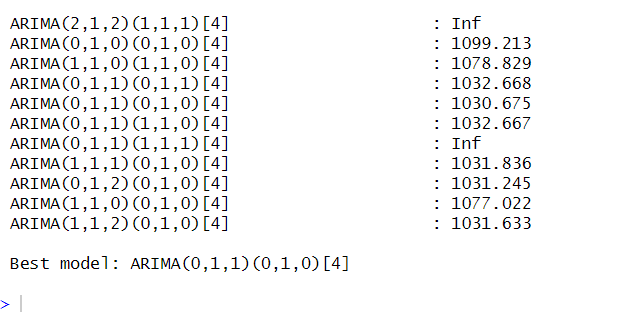 ARIMA(2,1,2)(1,1,1)[4] : Inf
ARIMA(0,1,0)(0,1,0)[4] : 1099.213
ARIMA(1,1,0)(1,1,0)[4] : 1078.829
ARIMA(0,1,1)(0,1,1)[4] : 1032.668
ARIMA(0,1,1)(0,1,0)[4] : 1030.675
ARIMA(0,1,1)(1,1,0)[4] : 1032.667
ARIMA(0,1,1)(1,1,1)[4] : Inf
ARIMA(1,1,1)(0,1,0)[4] : 1031.836
ARIMA(0,1,2)(0,1,0)[4] : 1031.245
ARIMA(1,1,0)(0,1,0)[4] : 1077.022
ARIMA(1,1,2)(0,1,0)[4] : 1031.633
Best model: ARIMA(0,1,1)(0,1,0)[4]
>